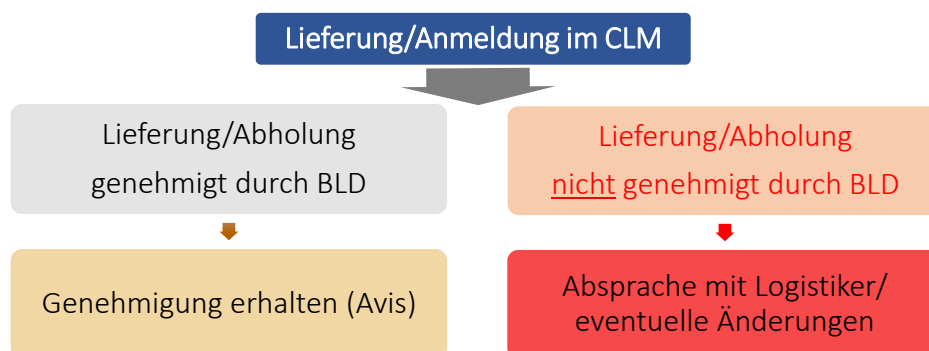 Lieferung/Anmeldung im CLM
Lieferung/Abholung
genehmigt durch BLD
Lieferung/Abholung
nicht genehmigt durch BLD
Genehmigung erhalten (Avis)
Absprache mit Logistiker/
eventuelle Änderungen